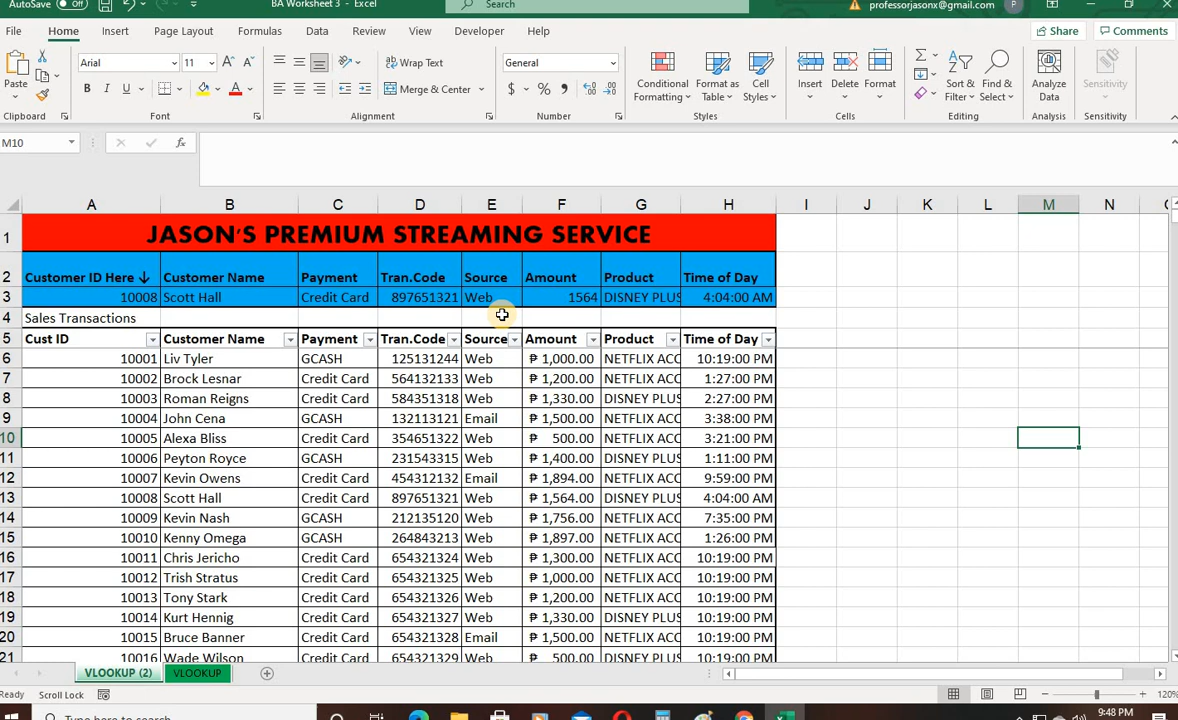 AutoSave Off BA Worksheet 3 - Excel Search professorjasonx@gmail.com P
File Home Insert Page Layout Formulas Data Review View Developer Help Share Comments
Arial 11 Wrap Text General
Paste B I U Merge & Center $ % Conditional Formatting Format as Table Cell Styles Insert Delete Format Sort & Filter Find & Select Analyze Data Sensitivity
Clipboard Font Alignment Number Styles Cells Editing Analysis Sensitivity
M10 fx
A B C D E F G H I J K L M N
1 JASON'S PREMIUM STREAMING SERVICE
2 Customer ID Here ↓ Customer Name Payment Tran.Code Source Amount Product Time of Day
3 10008 Scott Hall Credit Card 897651321 Web 1564 DISNEY PLUS 4:04:00 AM
4 Sales Transactions
5 Cust ID Customer Name Payment Tran.Code Source Amount Product Time of Day
6 10001 Liv Tyler GCASH 125131244 Web ₱ 1,000.00 NETFLIX ACC 10:19:00 PM
7 10002 Brock Lesnar Credit Card 564132133 Web ₱ 1,200.00 NETFLIX ACC 1:27:00 PM
8 10003 Roman Reigns Credit Card 584351318 Web ₱ 1,330.00 DISNEY PLUS 2:27:00 PM
9 10004 John Cena GCASH 132113121 Email ₱ 1,500.00 NETFLIX ACC 3:38:00 PM
10 10005 Alexa Bliss Credit Card 354651322 Web ₱ 500.00 NETFLIX ACC 3:21:00 PM
11 10006 Peyton Royce GCASH 231543315 Web ₱ 1,400.00 DISNEY PLUS 1:11:00 PM
12 10007 Kevin Owens Credit Card 454312132 Email ₱ 1,894.00 NETFLIX ACC 9:59:00 PM
13 10008 Scott Hall Credit Card 897651321 Web ₱ 1,564.00 DISNEY PLUS 4:04:00 AM
14 10009 Kevin Nash GCASH 212135120 Web ₱ 1,756.00 NETFLIX ACC 7:35:00 PM
15 10010 Kenny Omega GCASH 264843213 Web ₱ 1,897.00 NETFLIX ACC 1:26:00 PM
16 10011 Chris Jericho Credit Card 654321324 Web ₱ 1,300.00 NETFLIX ACC 10:19:00 PM
17 10012 Trish Stratus Credit Card 654321325 Web ₱ 1,000.00 NETFLIX ACC 10:19:00 PM
18 10013 Tony Stark Credit Card 654321326 Web ₱ 1,200.00 NETFLIX ACC 10:19:00 PM
19 10014 Kurt Hennig Credit Card 654321327 Web ₱ 1,330.00 DISNEY PLUS 10:19:00 PM
20 10015 Bruce Banner Credit Card 654321328 Email ₱ 1,500.00 NETFLIX ACC 10:19:00 PM
21 10016 Wade Wilson Credit Card 654321329 Web ₱ 500.00 NETFLIX ACC 10:19:00 PM
VLOOKUP (2) VLOOKUP
Ready Scroll Lock 120%
Type here to search 9:48 PM